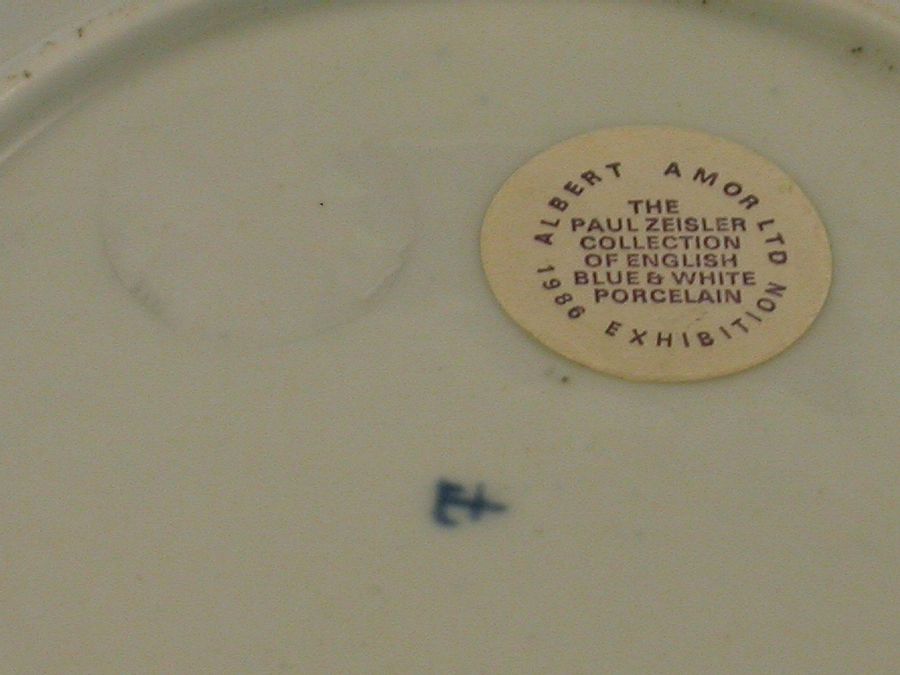 ALBERT AMOR LTD
THE
PAUL ZEISLER
COLLECTION
OF ENGLISH
BLUE & WHITE
PORCELAIN
1986 EXHIBITION